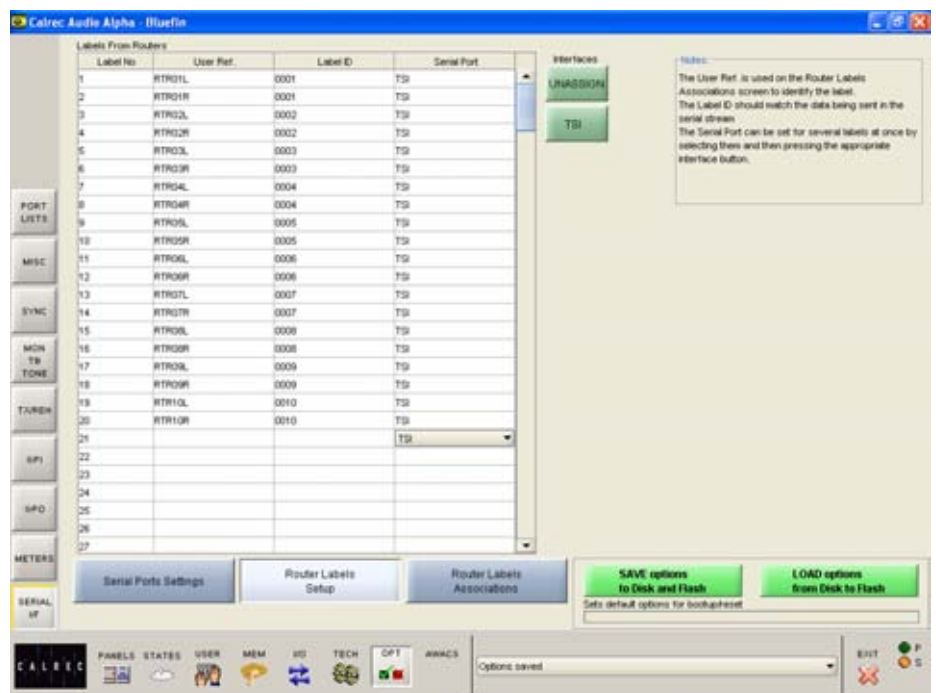 Calrec Audio Alpha - Bluefin
Labels From Routers
Label No User Ref. Label ID Serial Port
1 RTR01L 0001 TSI
2 RTR01R 0001 TSI
3 RTR02L 0002 TSI
4 RTR02R 0002 TSI
5 RTR03L 0003 TSI
6 RTR03R 0003 TSI
7 RTR04L 0004 TSI
8 RTR04R 0004 TSI
9 RTR05L 0005 TSI
10 RTR05R 0005 TSI
11 RTR06L 0006 TSI
12 RTR06R 0006 TSI
13 RTR07L 0007 TSI
14 RTR07R 0007 TSI
15 RTR08L 0008 TSI
16 RTR08R 0008 TSI
17 RTR09L 0009 TSI
18 RTR09R 0009 TSI
19 RTR10L 0010 TSI
20 RTR10R 0010 TSI
21 TSI
22
23
24
25
26
27
Interfaces
UNASSIGN
TSI
Notes:
The User Ref. is used on the Router Labels
Associations screen to identify the label.
The Label ID should match the data being sent in the
serial stream
The Serial Port can be set for several labels at once by
selecting them and then pressing the appropriate
interface button.
PORT
LISTS
MISC
SYNC
MON
TB
TONE
TX/REH
GPI
GPO
METERS
SERIAL
I/F
Serial Ports Settings
Router Labels
Setup
Router Labels
Associations
SAVE options
to Disk and Flash
LOAD options
from Disk to Flash
Sets default options for bootup/reset
CALREC
PANELS STATES USER MEM I/O TECH OPT AWACS
Options saved
EXIT
P
S